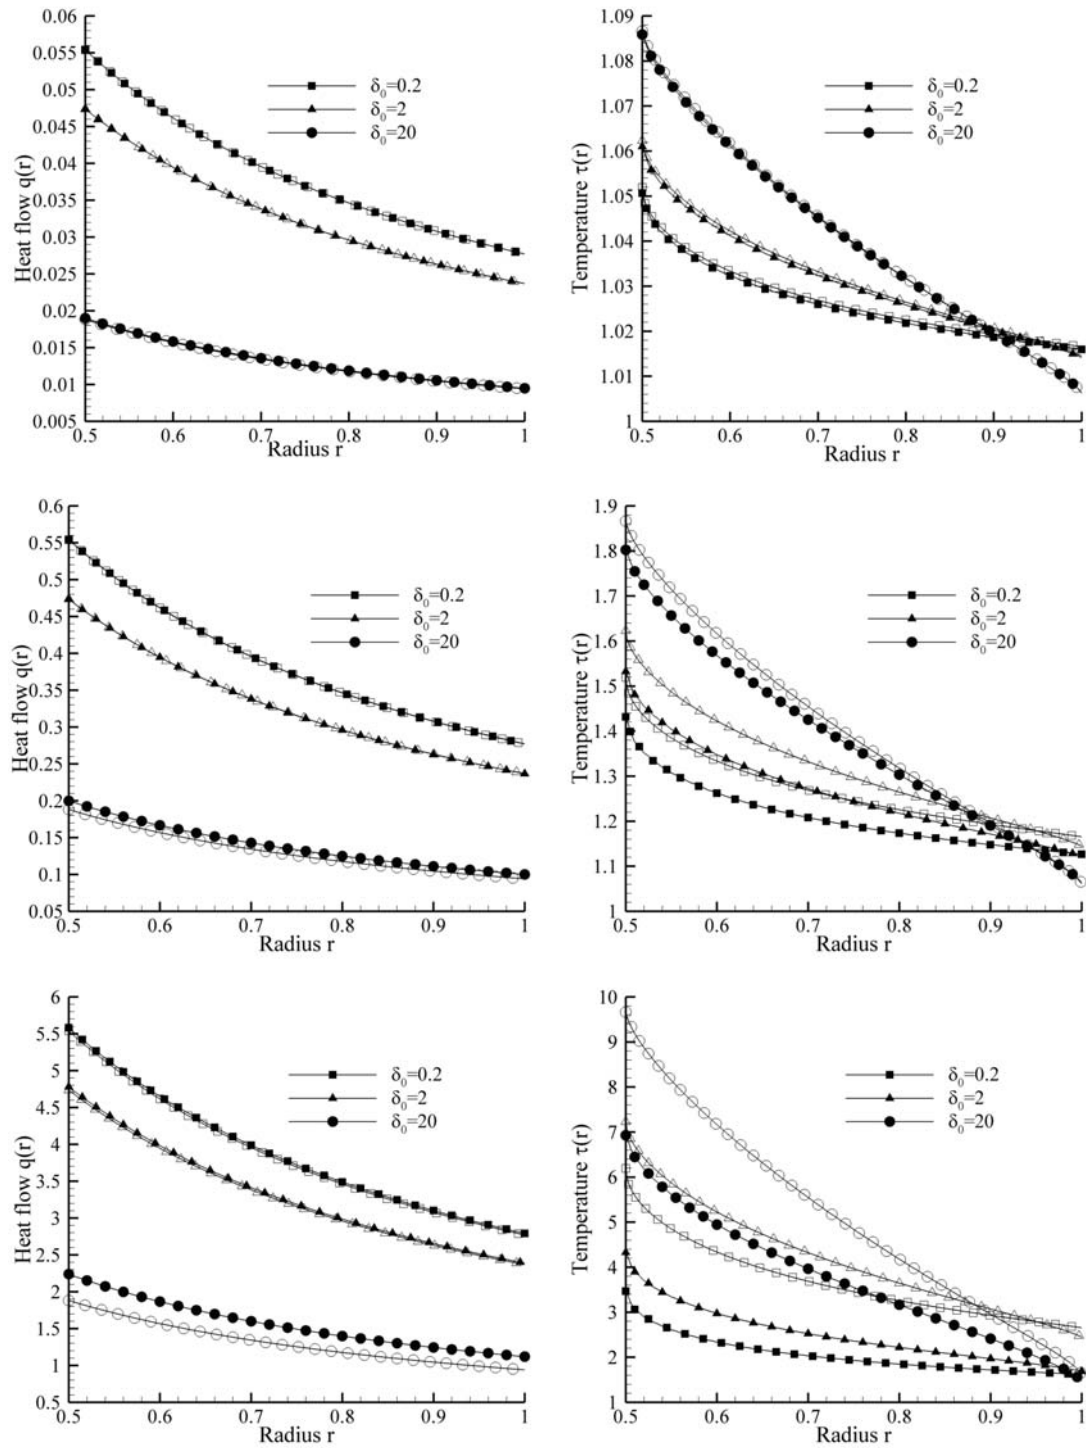 0.06
0.055
0.05
0.045
0.04
0.035
0.03
0.025
0.02
0.015
0.01
0.005
Heat flow q(r)
δ₀=0.2
δ₀=2
δ₀=20
0.5 0.6 0.7 0.8 0.9 1
Radius r
1.09
1.08
1.07
1.06
1.05
1.04
1.03
1.02
1.01
1
Temperature τ(r)
δ₀=0.2
δ₀=2
δ₀=20
0.5 0.6 0.7 0.8 0.9 1
Radius r
0.6
0.55
0.5
0.45
0.4
0.35
0.3
0.25
0.2
0.15
0.1
0.05
Heat flow q(r)
δ₀=0.2
δ₀=2
δ₀=20
0.5 0.6 0.7 0.8 0.9 1
Radius r
1.9
1.8
1.7
1.6
1.5
1.4
1.3
1.2
1.1
1
Temperature τ(r)
δ₀=0.2
δ₀=2
δ₀=20
0.5 0.6 0.7 0.8 0.9 1
Radius r
6
5.5
5
4.5
4
3.5
3
2.5
2
1.5
1
0.5
Heat flow q(r)
δ₀=0.2
δ₀=2
δ₀=20
0.5 0.6 0.7 0.8 0.9 1
Radius r
10
9
8
7
6
5
4
3
2
1
Temperature τ(r)
δ₀=0.2
δ₀=2
δ₀=20
0.5 0.6 0.7 0.8 0.9 1
Radius r